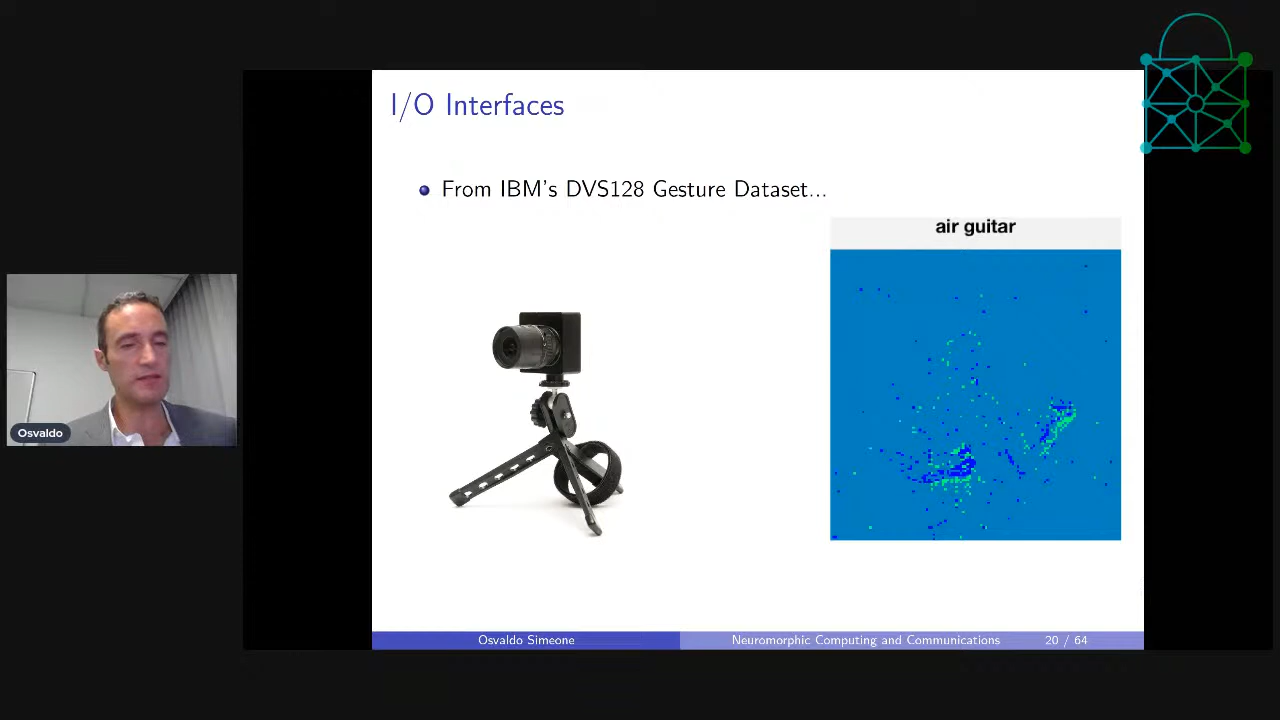 I/O Interfaces
From IBM's DVS128 Gesture Dataset...
air guitar
Osvaldo
Osvaldo Simeone
Neuromorphic Computing and Communications
20 / 64